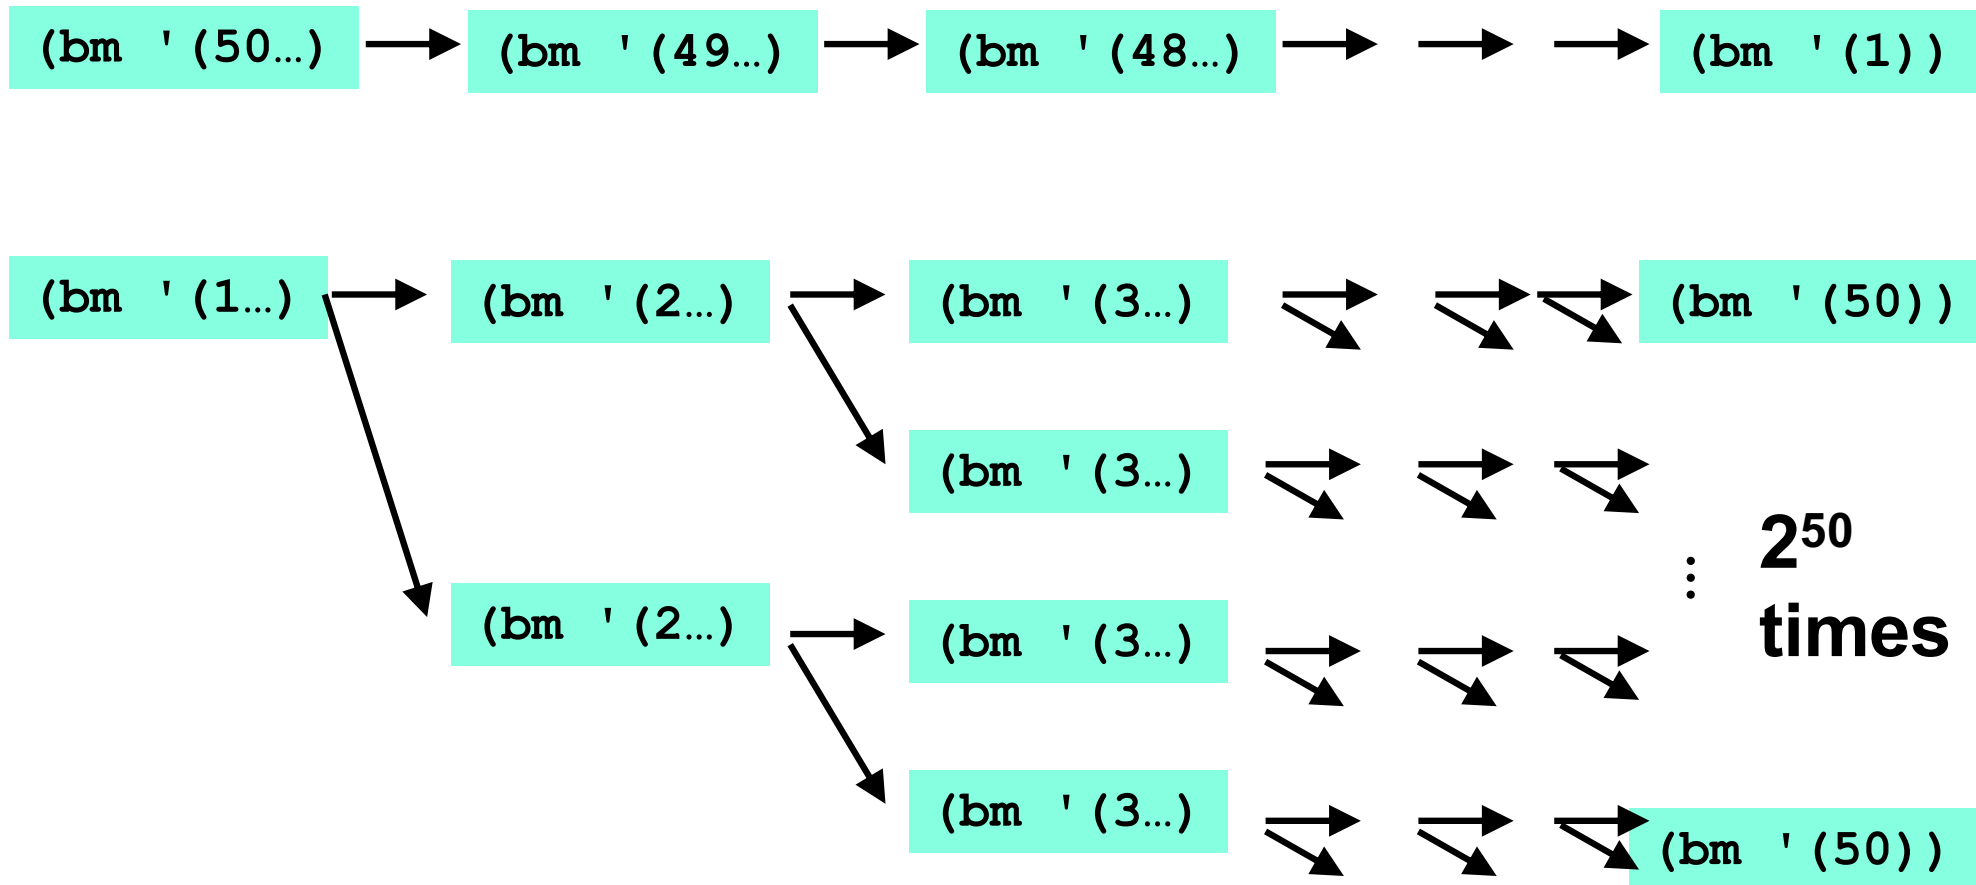 (bm '(50…)
(bm '(49…)
(bm '(48…)
(bm '(1))
(bm '(1…)
(bm '(2…)
(bm '(3…)
(bm '(50))
(bm '(3…)
⋮
2⁵⁰
times
(bm '(2…)
(bm '(3…)
(bm '(3…)
(bm '(50))